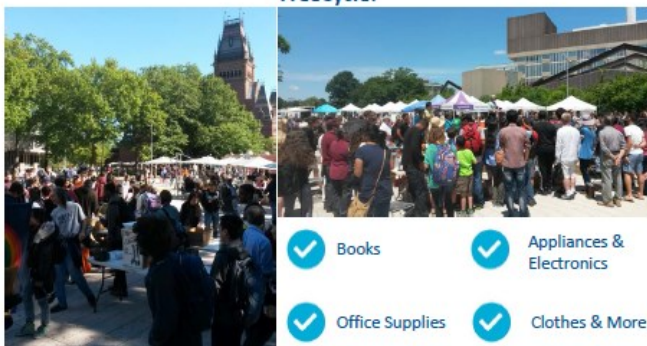 Books
Appliances &
Electronics
Office Supplies
Clothes & More